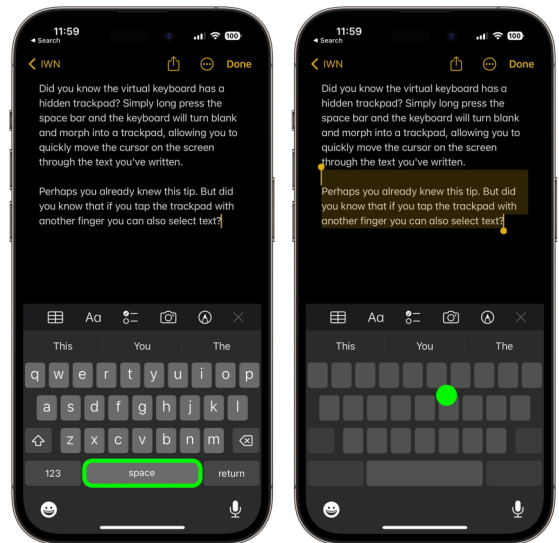 11:59
100
◀ Search
IWN
Done
Did you know the virtual keyboard has a
hidden trackpad? Simply long press the
space bar and the keyboard will turn blank
and morph into a trackpad, allowing you to
quickly move the cursor on the screen
through the text you've written.
Perhaps you already knew this tip. But did
you know that if you tap the trackpad with
another finger you can also select text?
Aa
This You The
q w e r t y u i o p
a s d f g h j k l
z x c v b n m
123 space return
11:59
100
◀ Search
IWN
Done
Did you know the virtual keyboard has a
hidden trackpad? Simply long press the
space bar and the keyboard will turn blank
and morph into a trackpad, allowing you to
quickly move the cursor on the screen
through the text you've written.
Perhaps you already knew this tip. But did
you know that if you tap the trackpad with
another finger you can also select text?
Aa
This You The